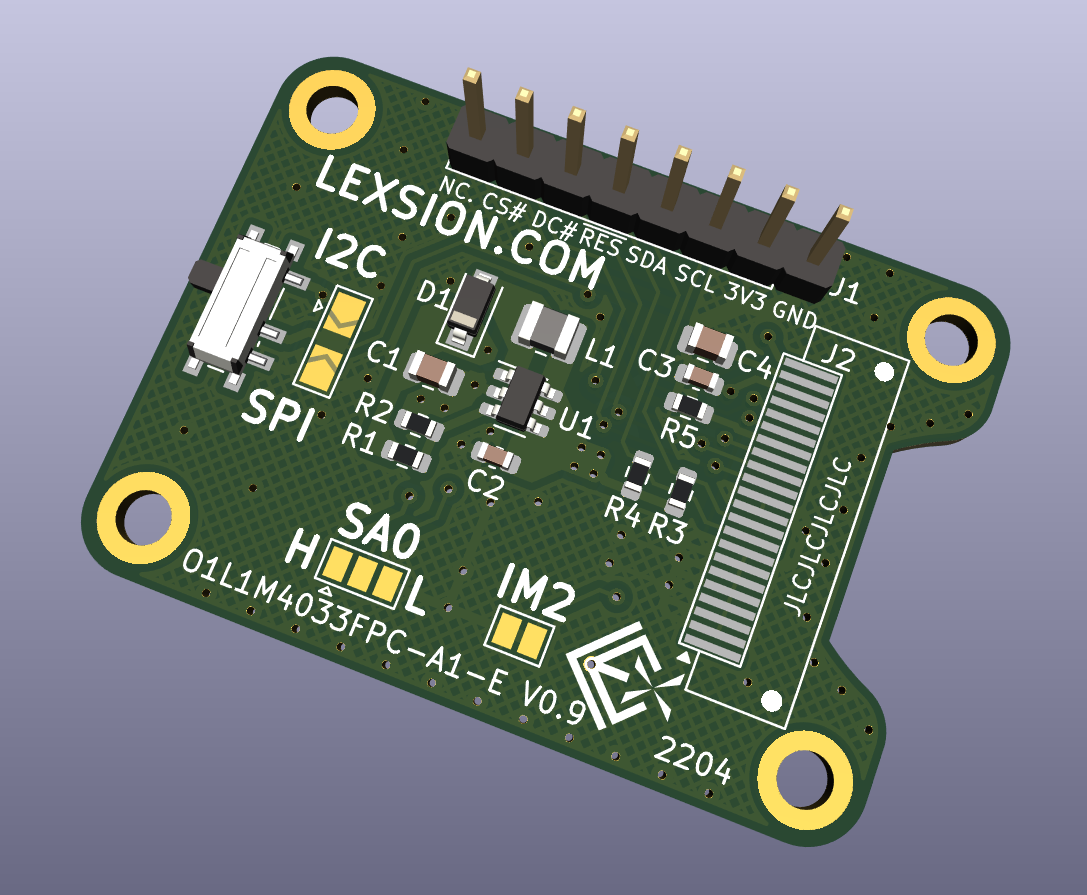 NC. CS# DC# RES SDA SCL 3V3 GND
J1
LEXSION.COM
I2C
SPI
D1
L1
C1
U1
R2
R1
C2
C3
C4
R5
R4
R3
J2
JLCJLCJLCJLC
SA0
H
L
IM2
O1L1M4033FPC-A1-E V0.9
2204